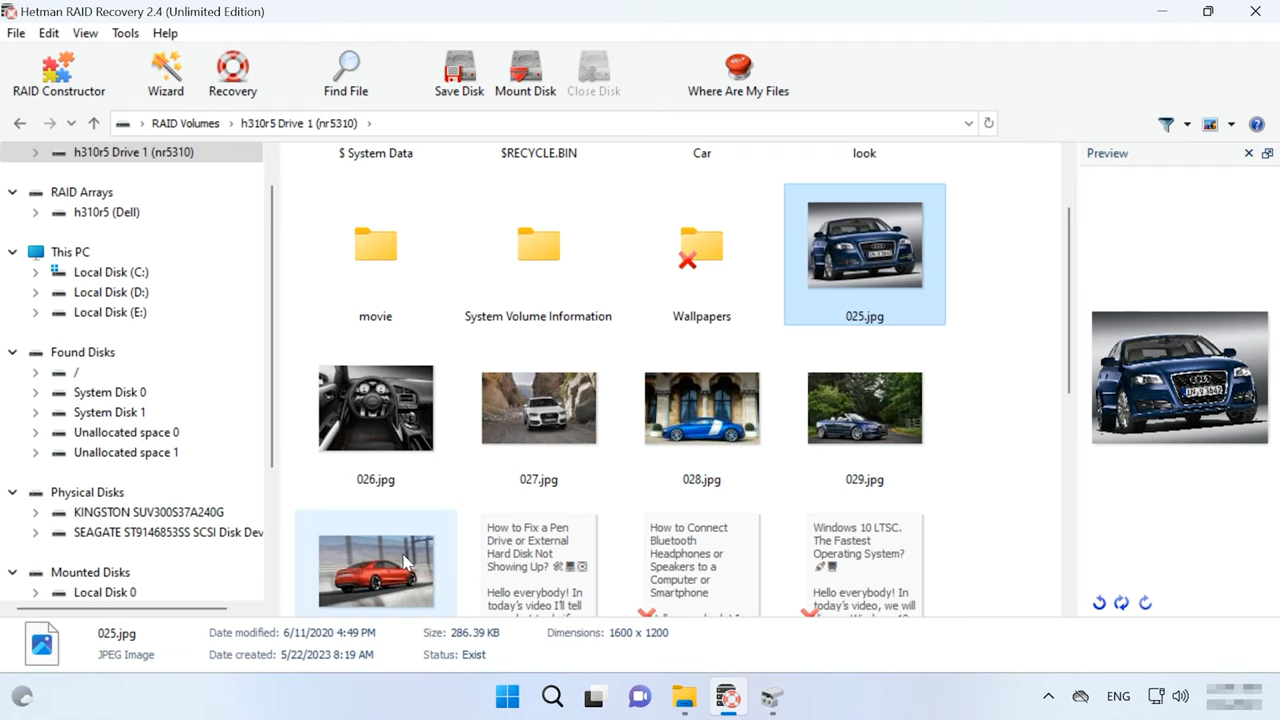 Hetman RAID Recovery 2.4 (Unlimited Edition)
File Edit View Tools Help
RAID Constructor Wizard Recovery Find File Save Disk Mount Disk Close Disk Where Are My Files
RAID Volumes > h310r5 Drive 1 (nr5310) >
h310r5 Drive 1 (nr5310)
RAID Arrays
h310r5 (Dell)
This PC
Local Disk (C:)
Local Disk (D:)
Local Disk (E:)
Found Disks
/
System Disk 0
System Disk 1
Unallocated space 0
Unallocated space 1
Physical Disks
KINGSTON SUV300S37A240G
SEAGATE ST9146853SS SCSI Disk Dev
Mounted Disks
Local Disk 0
$ System Data $RECYCLE.BIN Car look
movie System Volume Information Wallpapers 025.jpg
026.jpg 027.jpg 028.jpg 029.jpg
How to Fix a Pen
Drive or External
Hard Disk Not
Showing Up?
Hello everybody! In
today's video I'll tell
How to Connect
Bluetooth
Headphones or
Speakers to a
Computer or
Smartphone
Windows 10 LTSC.
The Fastest
Operating System?
Hello everybody! In
today's video, we will
Preview
025.jpg
JPEG Image
Date modified: 6/11/2020 4:49 PM
Date created: 5/22/2023 8:19 AM
Size: 286.39 KB
Status: Exist
Dimensions: 1600 x 1200
ENG